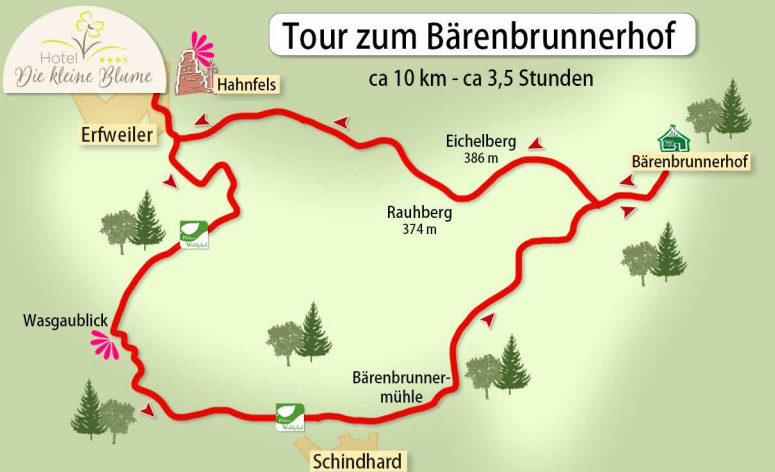 Hotel
Die kleine Blume
Tour zum Bärenbrunnerhof
ca 10 km - ca 3,5 Stunden
Hahnfels
Erfweiler
Eichelberg
386 m
Bärenbrunnerhof
Rauhberg
374 m
Wasgaublick
Bärenbrunner-
mühle
Schindhard